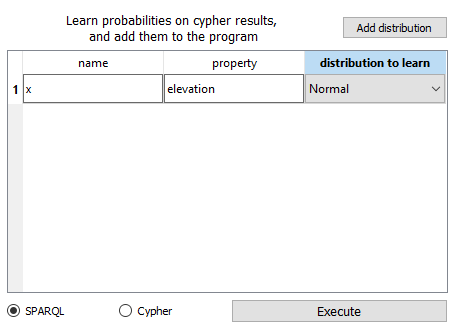 Learn probabilities on cypher results,
and add them to the program
Add distribution
name property distribution to learn
1 x elevation Normal
SPARQL Cypher Execute